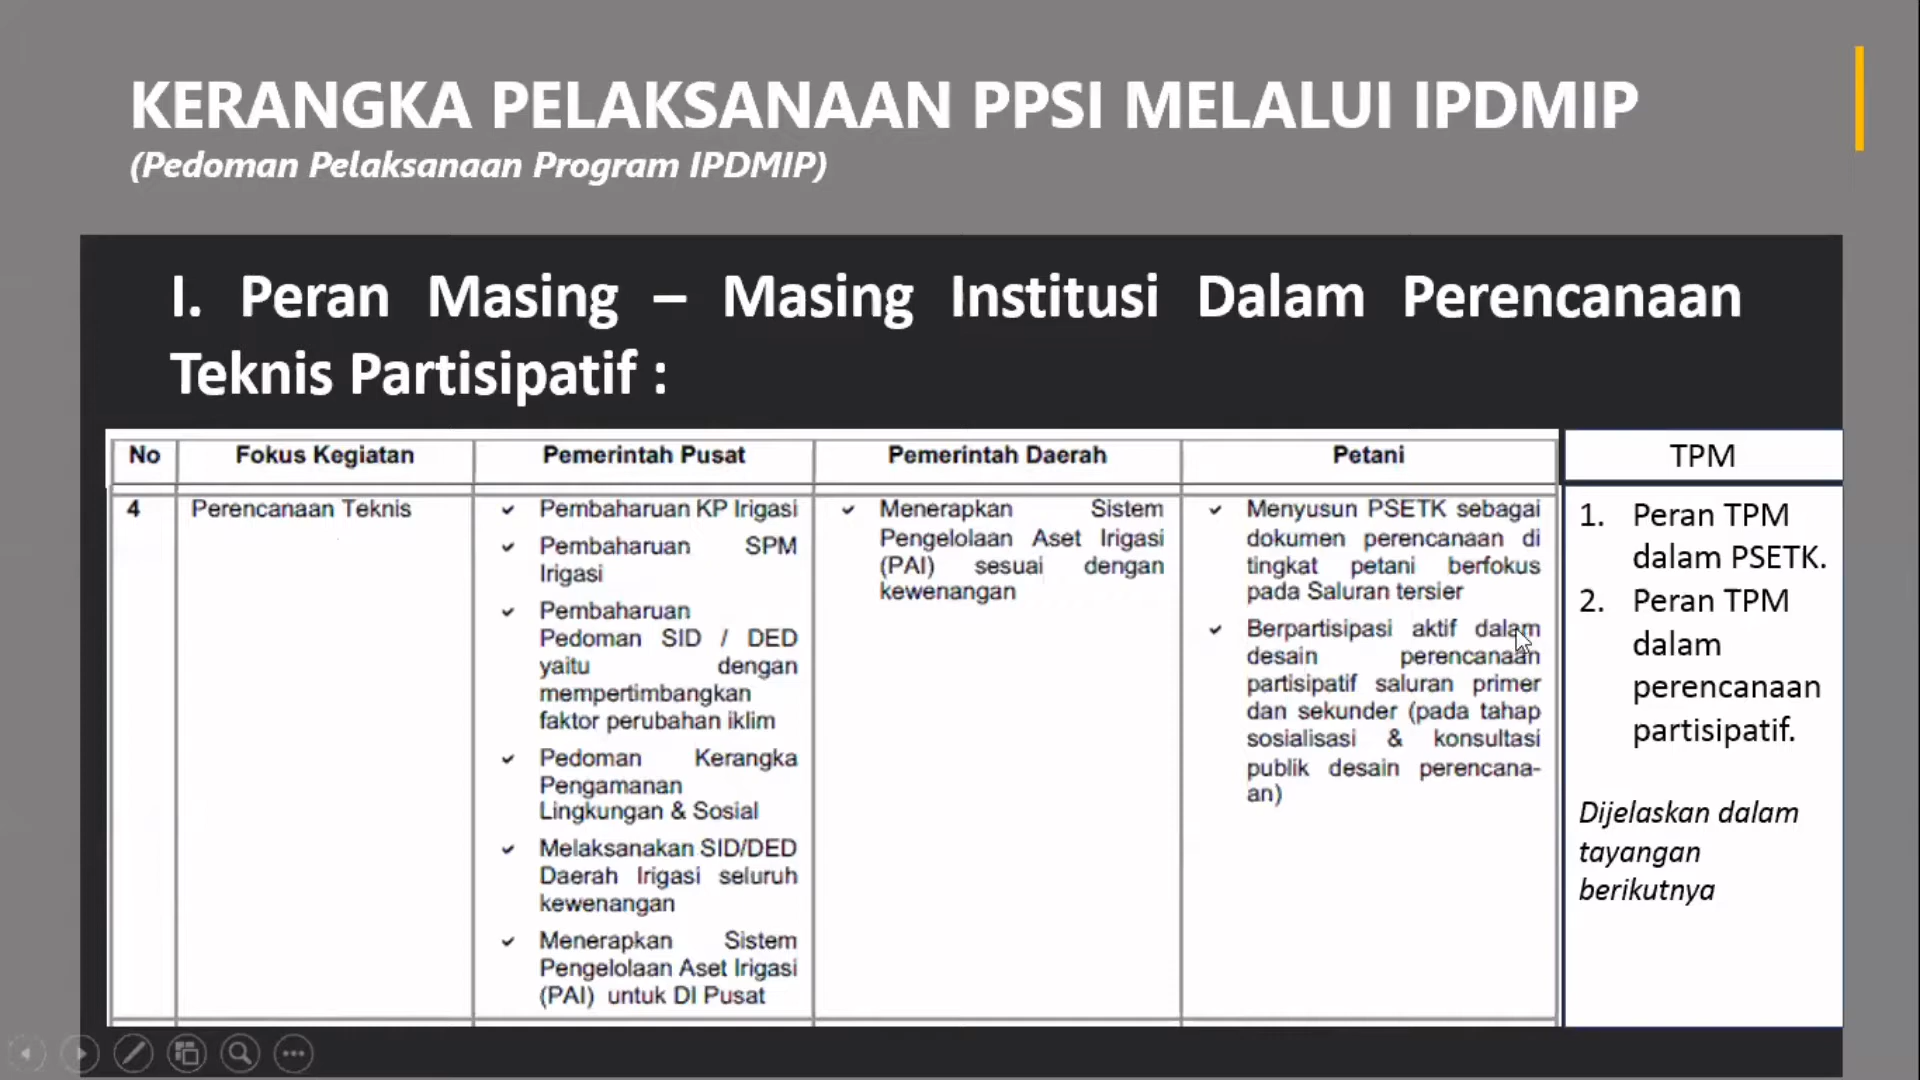 KERANGKA PELAKSANAAN PPSI MELALUI IPDMIP
(Pedoman Pelaksanaan Program IPDMIP)
I. Peran Masing – Masing Institusi Dalam Perencanaan
Teknis Partisipatif :
No
Fokus Kegiatan
Pemerintah Pusat
Pemerintah Daerah
Petani
TPM
4
Perencanaan Teknis
Pembaharuan KP Irigasi
Pembaharuan SPM
Irigasi
Pembaharuan
Pedoman SID / DED
yaitu dengan
mempertimbangkan
faktor perubahan iklim
Pedoman Kerangka
Pengamanan
Lingkungan & Sosial
Melaksanakan SID/DED
Daerah Irigasi seluruh
kewenangan
Menerapkan Sistem
Pengelolaan Aset Irigasi
(PAI) untuk DI Pusat
Menerapkan Sistem
Pengelolaan Aset Irigasi
(PAI) sesuai dengan
kewenangan
Menyusun PSETK sebagai
dokumen perencanaan di
tingkat petani berfokus
pada Saluran tersier
Berpartisipasi aktif dalam
desain perencanaan
partisipatif saluran primer
dan sekunder (pada tahap
sosialisasi & konsultasi
publik desain perencana-
an)
1. Peran TPM
dalam PSETK.
2. Peran TPM
dalam
perencanaan
partisipatif.
Dijelaskan dalam
tayangan
berikutnya